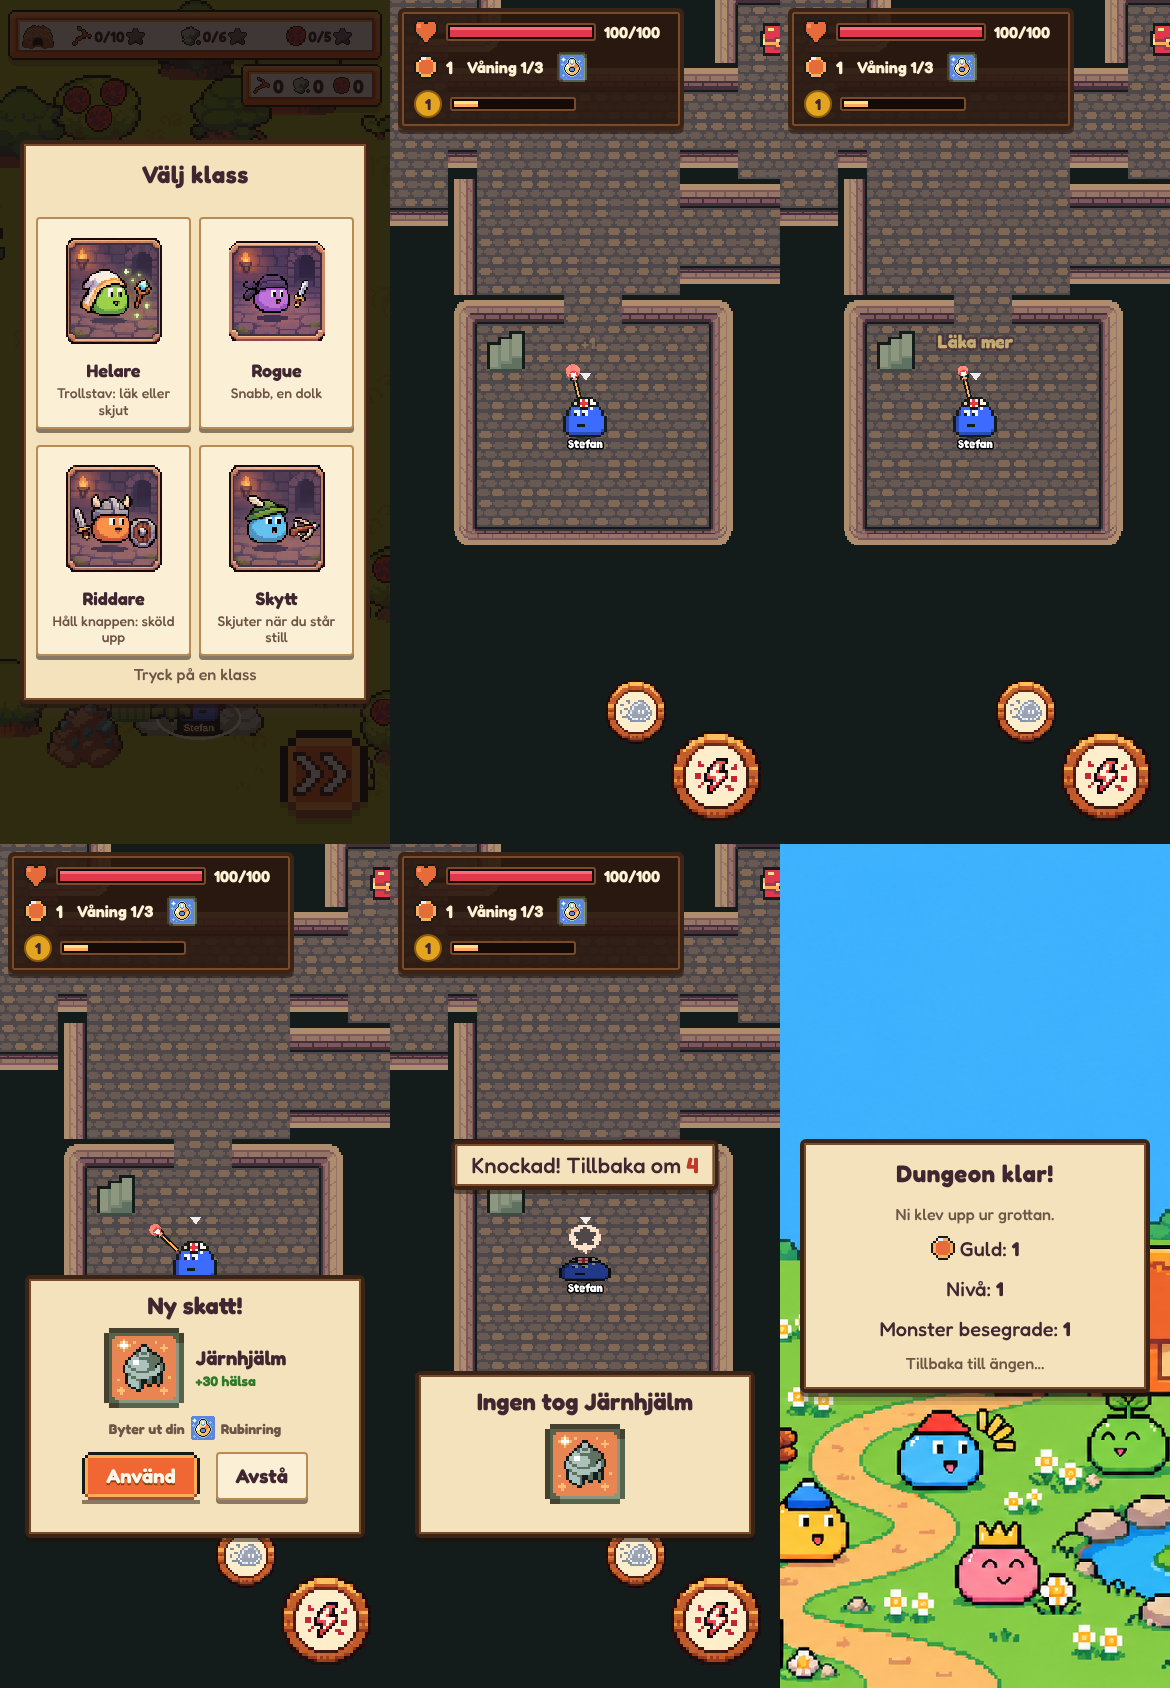 0/10
0/6
0/5
0
0
0
Välj klass
Helare
Trollstav: läk eller
skjut
Rogue
Snabb, en dolk
Riddare
Håll knappen: sköld
upp
Skytt
Skjuter när du står
still
Tryck på en klass
Stefan
100/100
1 Våning 1/3
1
+1
Stefan
100/100
1 Våning 1/3
1
Läka mer
Stefan
100/100
1 Våning 1/3
1
Ny skatt!
Järnhjälm
+30 hälsa
Byter ut din Rubinring
Använd
Avstå
100/100
1 Våning 1/3
1
Knockad! Tillbaka om 4
Stefan
Ingen tog Järnhjälm
Dungeon klar!
Ni klev upp ur grottan.
Guld: 1
Nivå: 1
Monster besegrade: 1
Tillbaka till ängen...